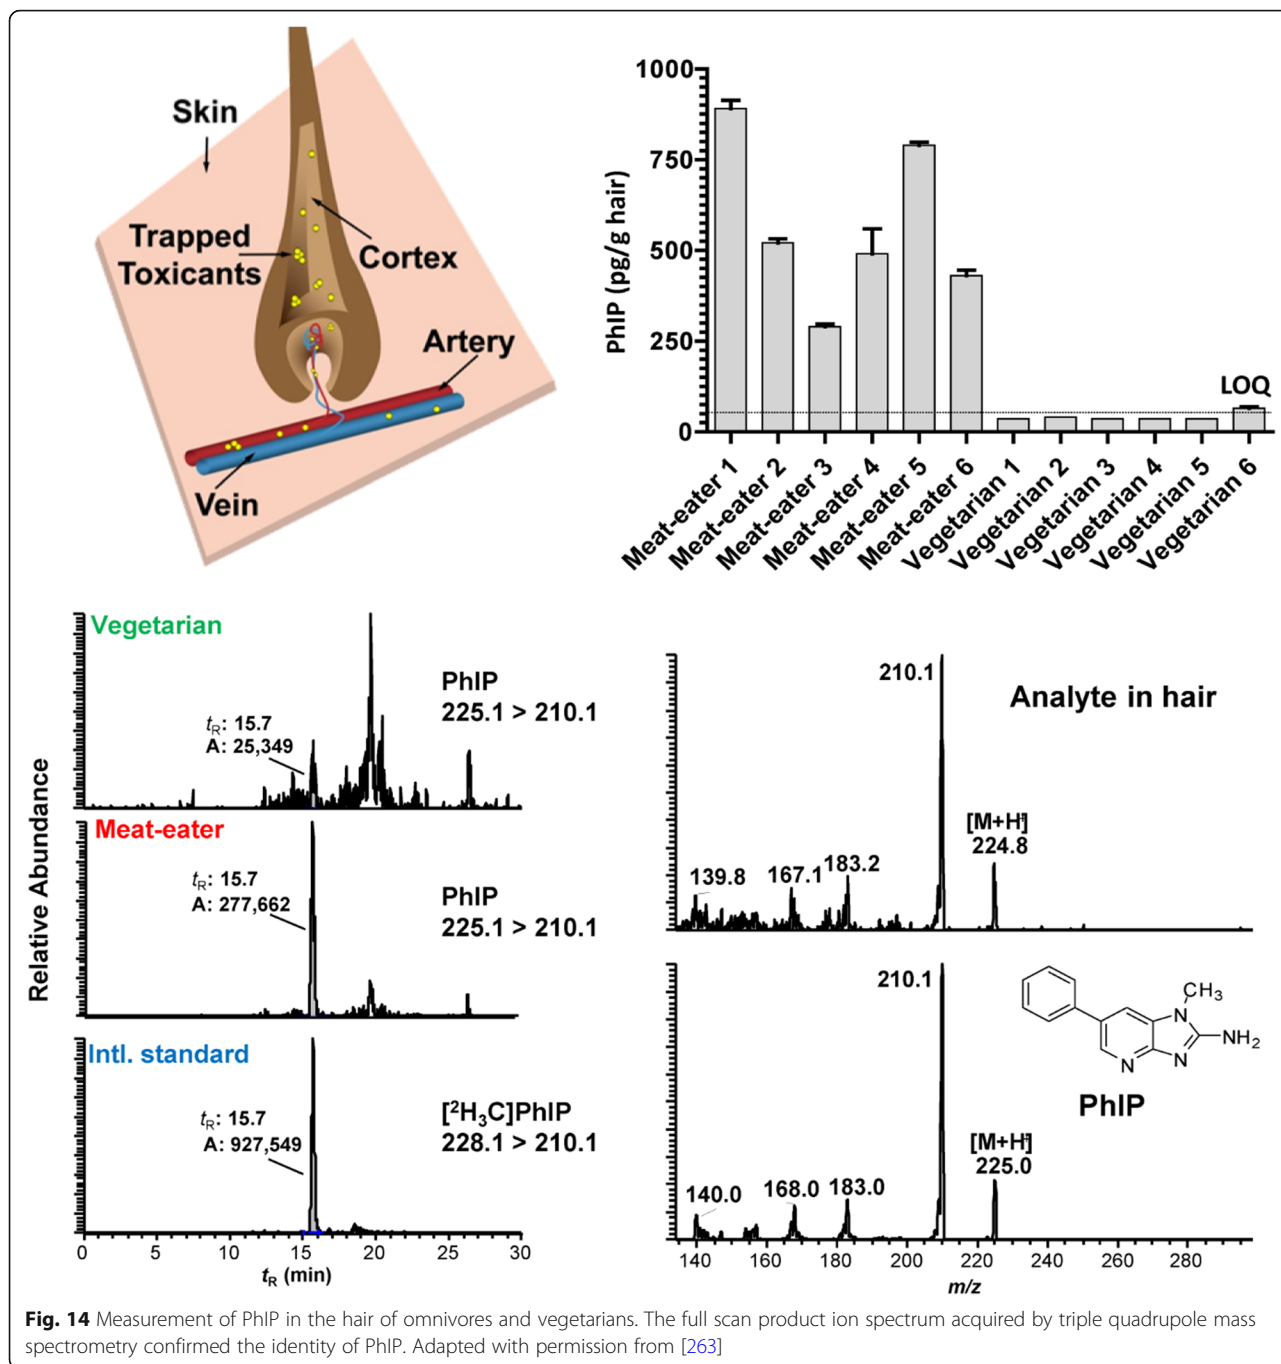 Skin
Trapped
Toxicants
Cortex
Artery
Vein
PhIP (pg/g hair)
1000
750
500
250
0
LOQ
Meat-eater 1
Meat-eater 2
Meat-eater 3
Meat-eater 4
Meat-eater 5
Meat-eater 6
Vegetarian 1
Vegetarian 2
Vegetarian 3
Vegetarian 4
Vegetarian 5
Vegetarian 6
Relative Abundance
Vegetarian
tR: 15.7
A: 25,349
PhIP
225.1 > 210.1
Meat-eater
tR: 15.7
A: 277,662
PhIP
225.1 > 210.1
Intl. standard
tR: 15.7
A: 927,549
[²H₃C]PhIP
228.1 > 210.1
0 5 10 15 20 25 30
tR (min)
210.1
Analyte in hair
[M+H]⁺
224.8
139.8
167.1
183.2
210.1
CH₃
N
NH₂
N
N
PhIP
[M+H]⁺
225.0
140.0
168.0
183.0
140 160 180 200 220 240 260 280
m/z
Fig. 14 Measurement of PhIP in the hair of omnivores and vegetarians. The full scan product ion spectrum acquired by triple quadrupole mass
spectrometry confirmed the identity of PhIP. Adapted with permission from [263]